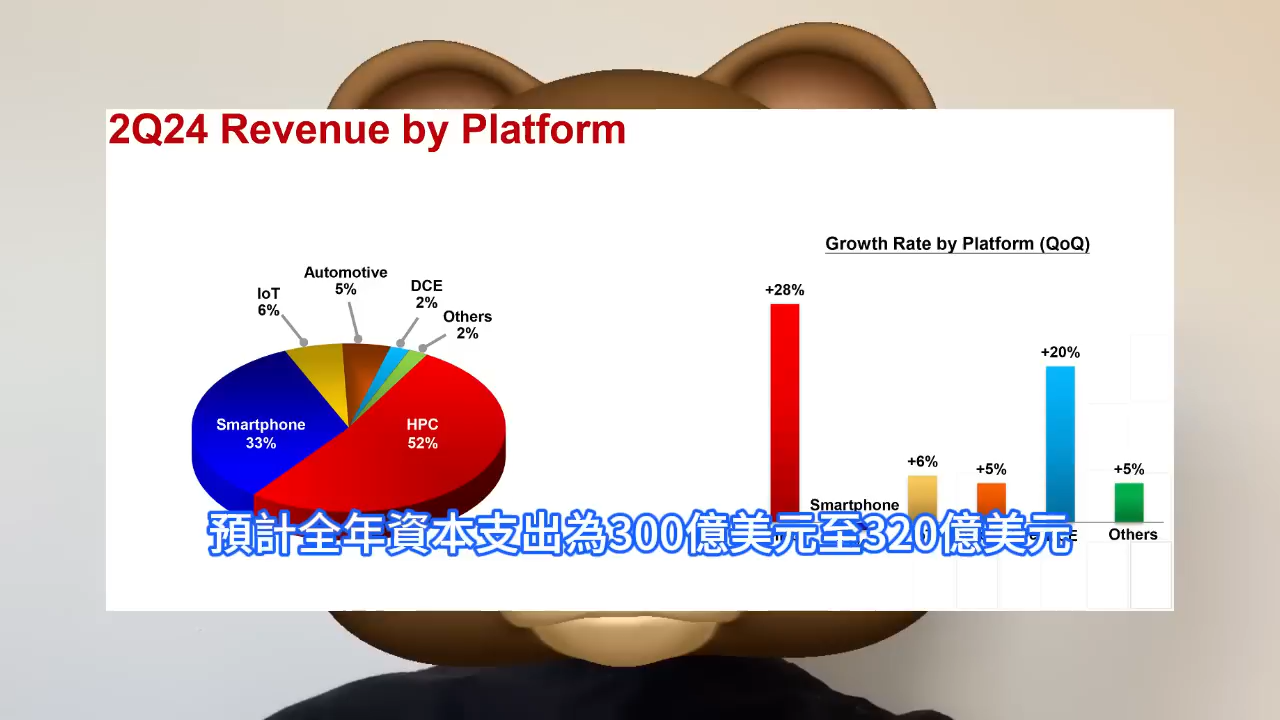 2Q24 Revenue by Platform
Growth Rate by Platform (QoQ)
Automotive
5%
IoT
6%
DCE
2%
Others
2%
Smartphone
33%
HPC
52%
+28%
+20%
+6%
+5%
+5%
Smartphone
Others
預計全年資本支出為300億美元至320億美元